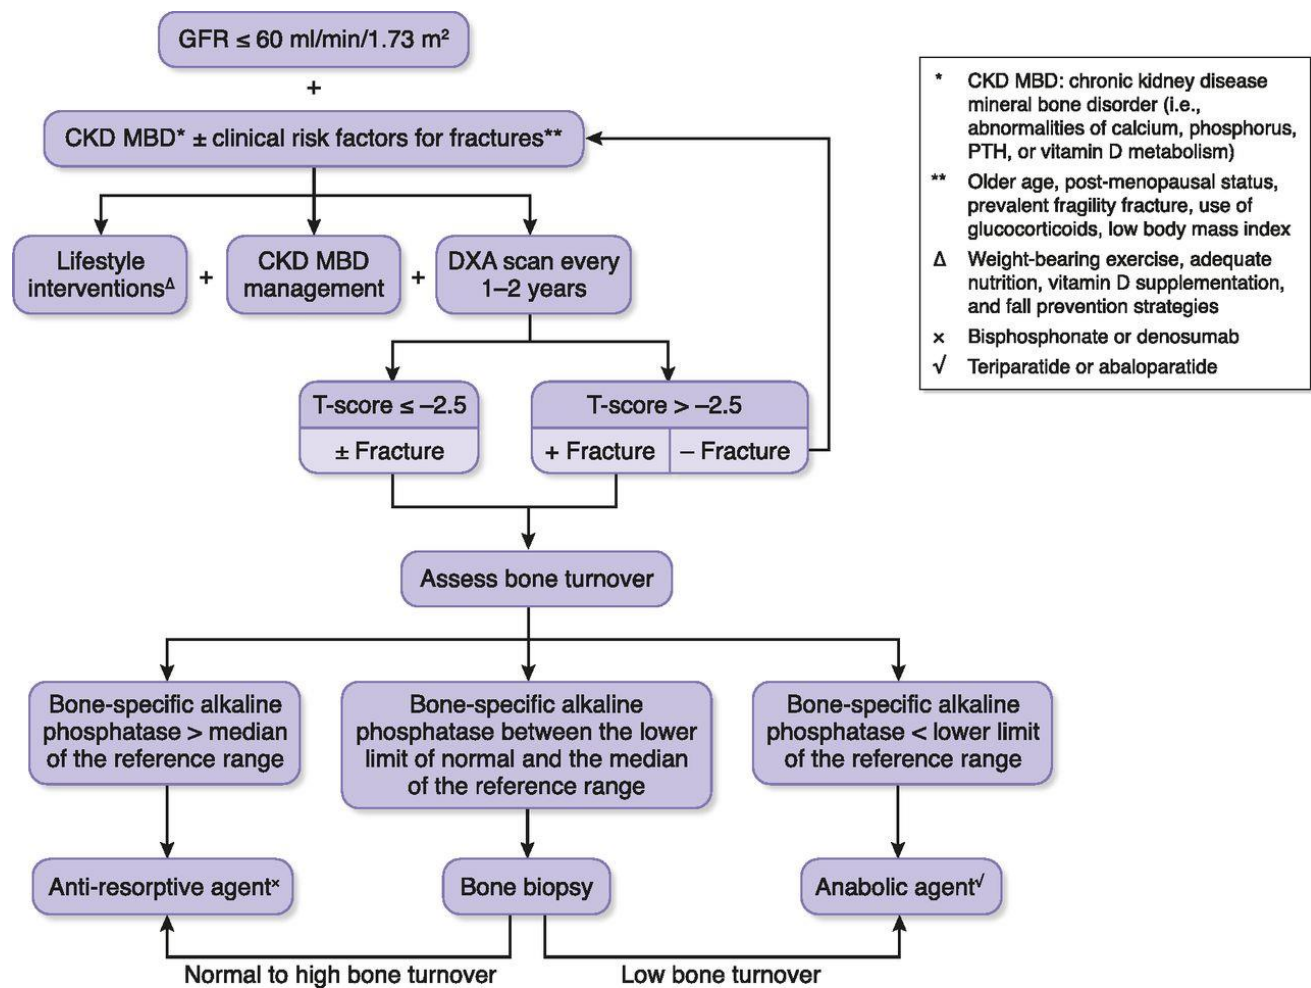 GFR ≤ 60 ml/min/1.73 m²
+
CKD MBD* ± clinical risk factors for fractures**
Lifestyle
interventionsᐃ
+
CKD MBD
management
+
DXA scan every
1–2 years
T-score ≤ –2.5
± Fracture
T-score > –2.5
+ Fracture
– Fracture
Assess bone turnover
Bone-specific alkaline
phosphatase > median
of the reference range
Bone-specific alkaline
phosphatase between the lower
limit of normal and the median
of the reference range
Bone-specific alkaline
phosphatase < lower limit
of the reference range
Anti-resorptive agentˣ
Bone biopsy
Anabolic agent√
Normal to high bone turnover
Low bone turnover
* CKD MBD: chronic kidney disease
mineral bone disorder (i.e.,
abnormalities of calcium, phosphorus,
PTH, or vitamin D metabolism)
** Older age, post-menopausal status,
prevalent fragility fracture, use of
glucocorticoids, low body mass index
Δ Weight-bearing exercise, adequate
nutrition, vitamin D supplementation,
and fall prevention strategies
× Bisphosphonate or denosumab
√ Teriparatide or abaloparatide